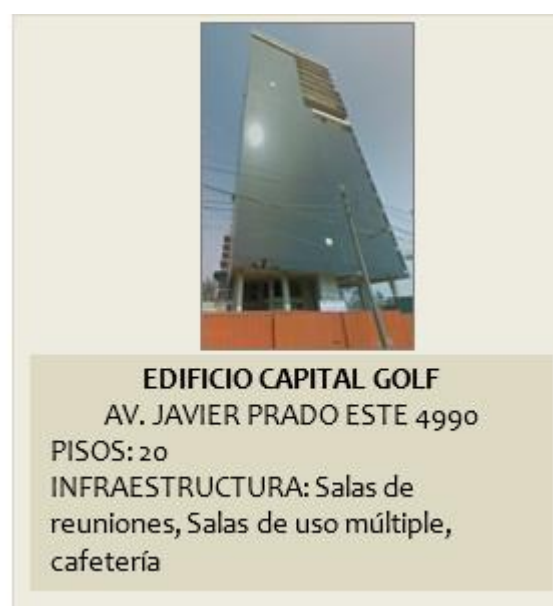 EDIFICIO CAPITAL GOLF
AV. JAVIER PRADO ESTE 4990
PISOS: 20
INFRAESTRUCTURA: Salas de
reuniones, Salas de uso múltiple,
cafetería